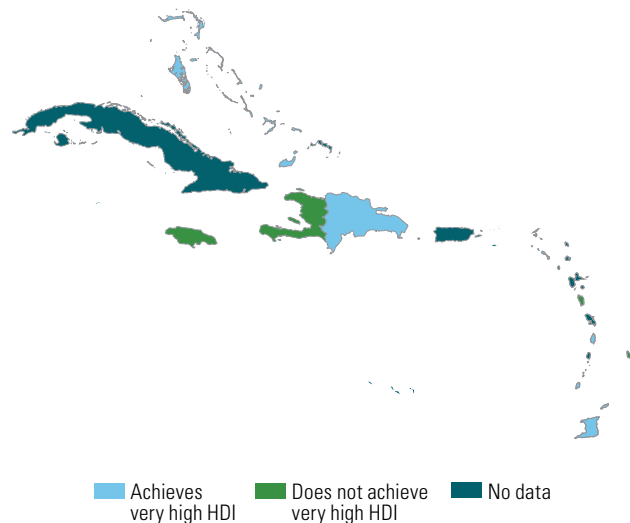 Achieves
very high HDI
Does not achieve
very high HDI
No data